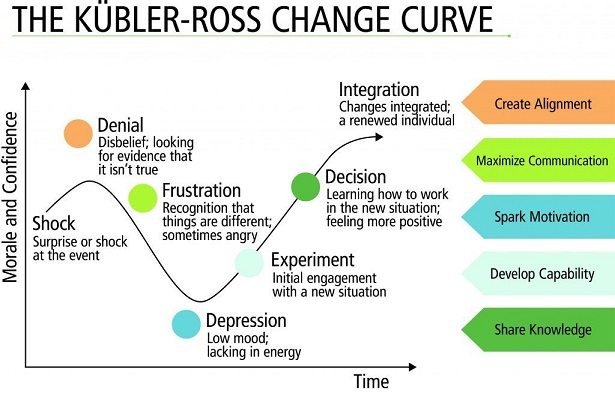 THE KÜBLER-ROSS CHANGE CURVE
Morale and Confidence
Shock
Surprise or shock
at the event
Denial
Disbelief; looking
for evidence that
it isn't true
Frustration
Recognition that
things are different;
sometimes angry
Depression
Low mood;
lacking in energy
Experiment
Initial engagement
with a new situation
Decision
Learning how to work
in the new situation;
feeling more positive
Integration
Changes integrated;
a renewed individual
Time
Create Alignment
Maximize Communication
Spark Motivation
Develop Capability
Share Knowledge